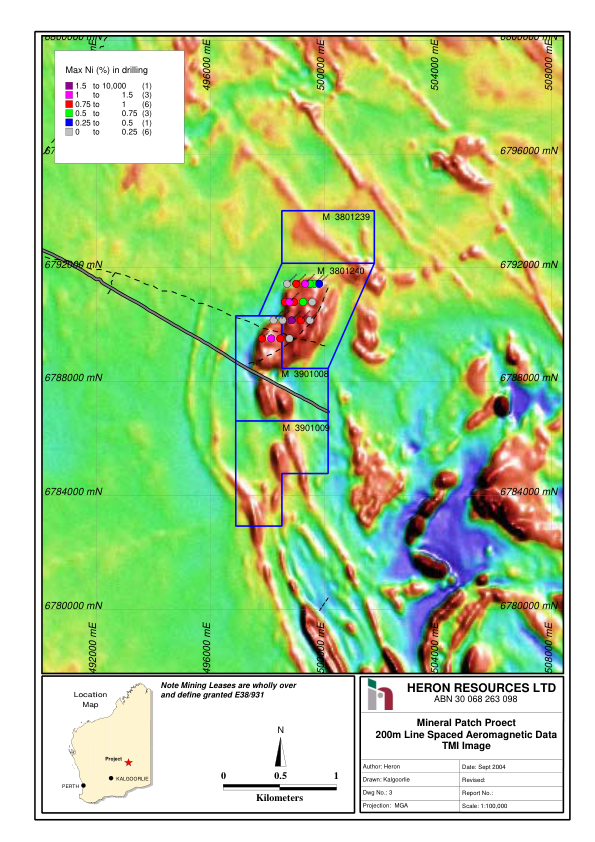 6800000 mN
6800000 mN
496000 mE
500000 mE
504000 mE
508000 mE
Max Ni (%) in drilling
1.5 to 10,000 (1)
1 to 1.5 (3)
0.75 to 1 (6)
0.5 to 0.75 (3)
0.25 to 0.5 (1)
0 to 0.25 (6)
67
6796000 mN
M 3801239
6792000 mN
6792000 mN
M 3801240
6788000 mN
6788000 mN
M 3901008
M 3901009
6784000 mN
6784000 mN
6780000 mN
6780000 mN
492000 mE
496000 mE
500000 mE
504000 mE
508000 mE
Location
Map
Project
KALGOORLIE
PERTH
Note Mining Leases are wholly over
and define granted E38/931
N
0 0.5 1
Kilometers
HERON RESOURCES LTD
ABN 30 068 263 098
Mineral Patch Proect
200m Line Spaced Aeromagnetic Data
TMI Image
Author: Heron Date: Sept 2004
Drawn: Kalgoorlie Revised:
Dwg No.: 3 Report No.:
Projection: MGA Scale: 1:100,000